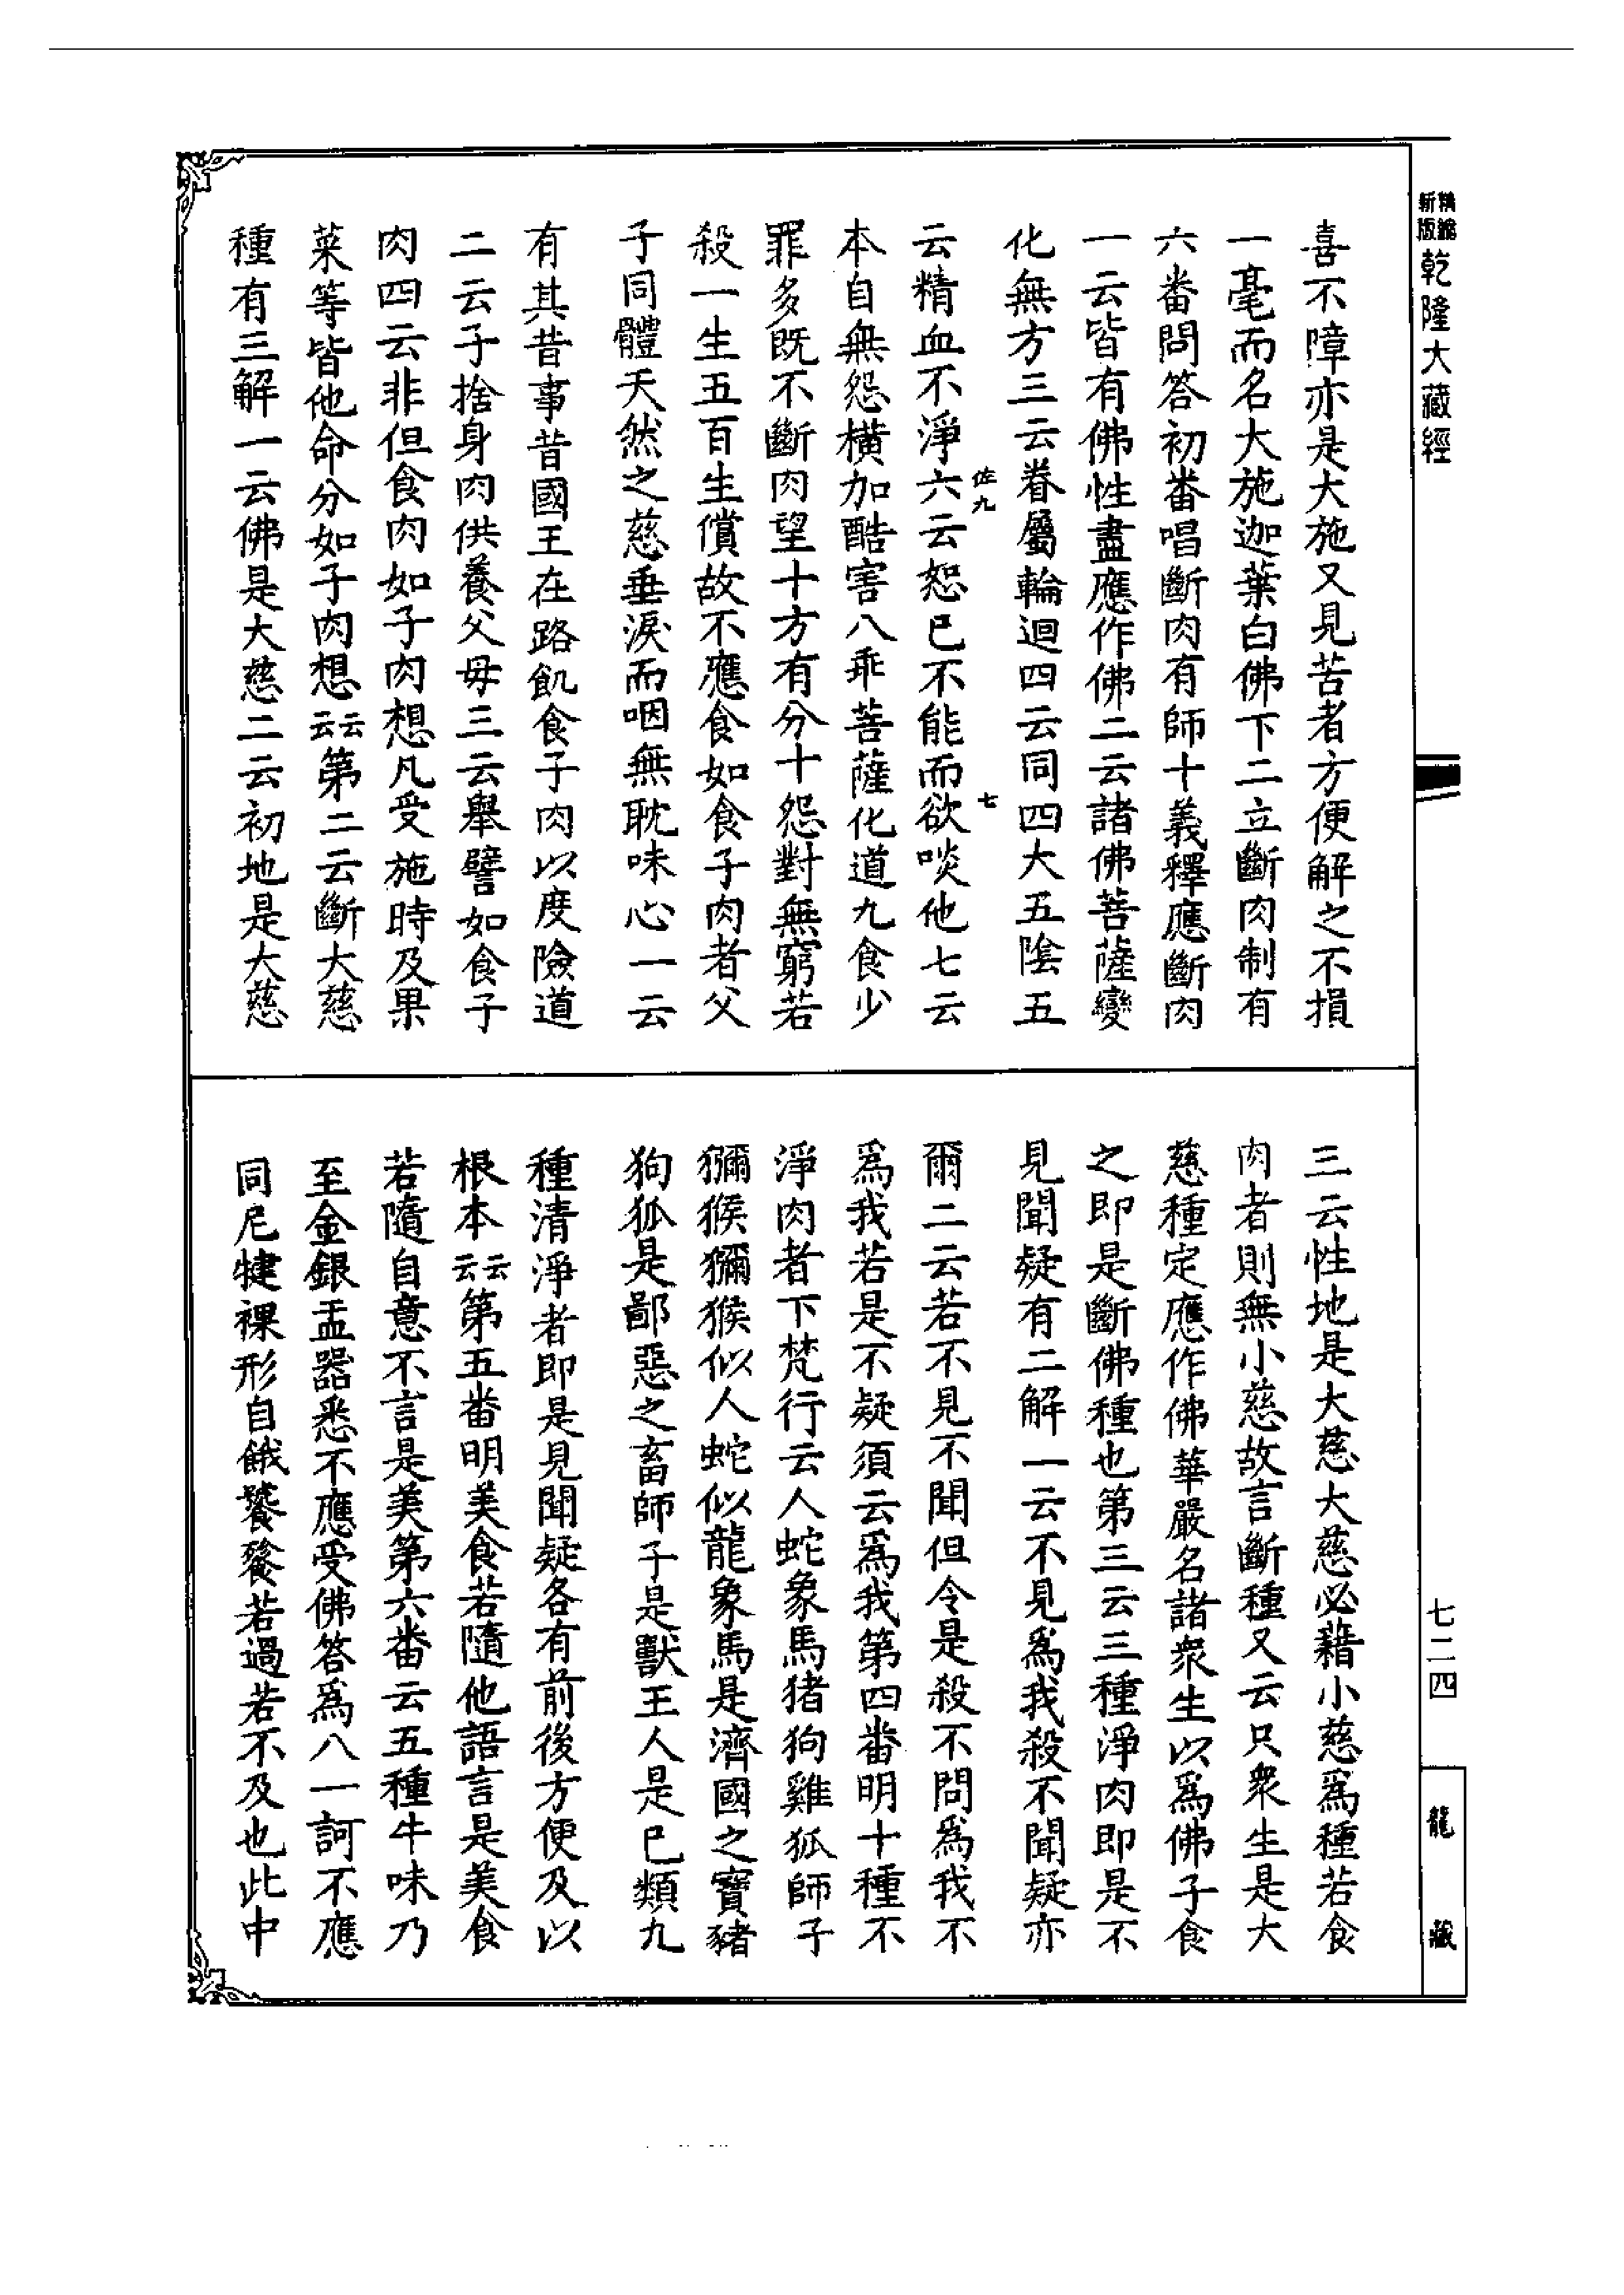 精鐫
新版
乾隆大藏經
喜不障亦是大施又見苦者方便解之不損
一毫而名大施迦葉白佛下二立斷肉制有
六番問答初番唱斷肉有師十義釋應斷肉
一云皆有佛性盡應作佛二云諸佛菩薩變
化無方三云眷屬輪迴四云同四大五陰五
佐九
七
云精血不淨六云恕已不能而欲啖他七云
本自無怨橫加酷害八乖菩薩化道九食少
罪多既不斷肉望十方有分十怨對無窮若
殺一生五百生償故不應食如食子肉者父
子同體天然之慈垂淚而咽無耽味心一云
有其昔事昔國王在路飢食子肉以度險道
二云子捨身肉供養父母三云舉譬如食子
肉四云非但食肉如子肉想凡受施時及果
菜等皆他命分如子肉想云云第二云斷大慈
種有三解一云佛是大慈二云初地是大慈
三云性地是大慈大慈必藉小慈爲種若食
肉者則無小慈故言斷種又云只衆生是大
慈種定應作佛華嚴名諸衆生以爲佛子食
之即是斷佛種也第三云三種淨肉即是不
見聞疑有二解一云不見爲我殺不聞疑亦
爾二云若不見不聞但令是殺不問爲我不
爲我若是不疑須云爲我第四番明十種不
淨肉者下梵行云人蛇象馬猪狗雞狐師子
獼猴獼猴似人蛇似龍象馬是濟國之寶豬
狗狐是鄙惡之畜師子是獸王人是已類九
種清淨者即是見聞疑各有前後方便及以
根本云云第五番明美食若隨他語言是美食
若隨自意不言是美第六番云五種牛味乃
至金銀盂器悉不應受佛答爲八一訶不應
同尼犍裸形自餓饕餮若過若不及也此中
七二四
龍藏